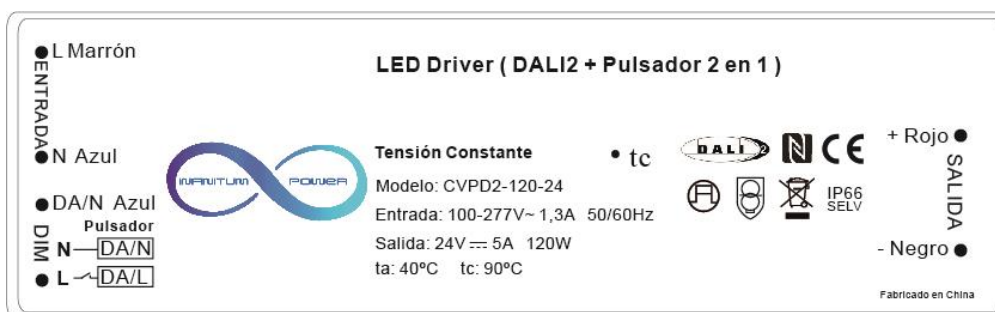 L Marrón
ENTRADA
N Azul
DA/N Azul
Pulsador
DIM
N DA/N
L DA/L
INFINITUM POWER
LED Driver ( DALI2 + Pulsador 2 en 1 )
Tensión Constante
Modelo: CVPD2-120-24
Entrada: 100-277V~ 1,3A 50/60Hz
Salida: 24V 5A 120W
ta: 40ºC tc: 90ºC
• tc
DALI 2
N CE
IP66
SELV
+ Rojo
SALIDA
- Negro
Fabricado en China